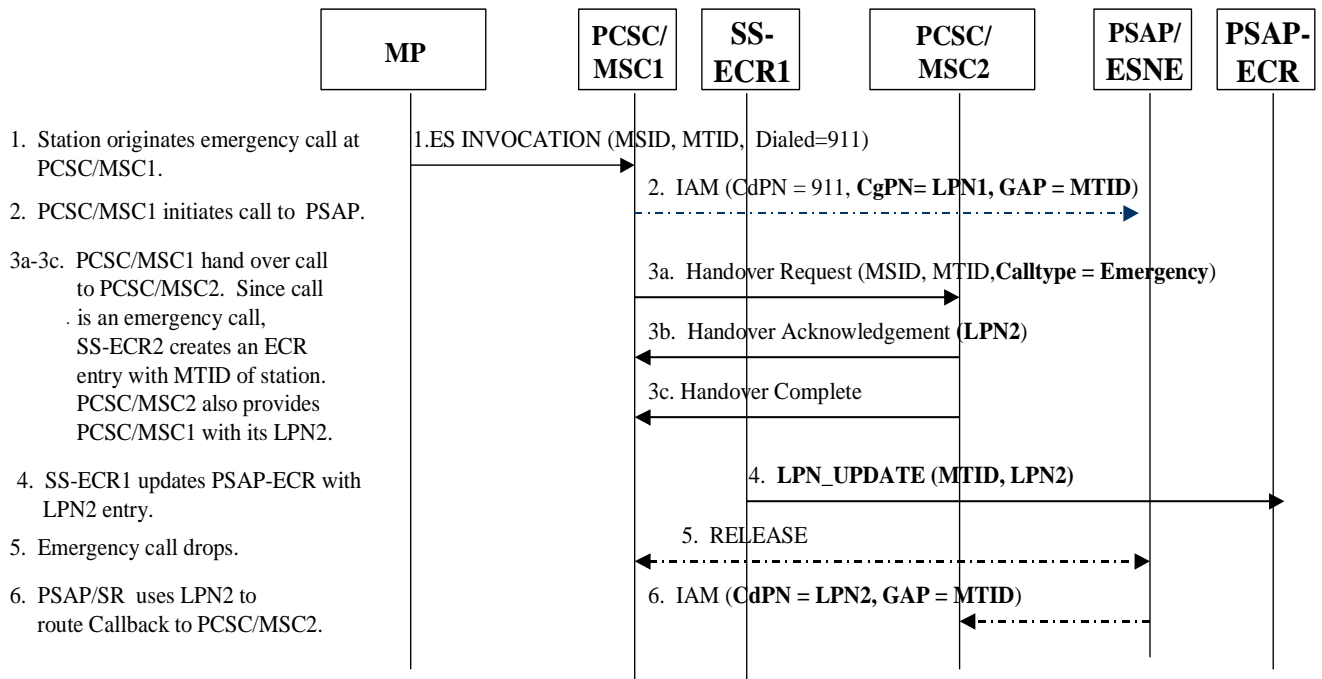 MP
PCSC/
MSC1
SS-
ECR1
PCSC/
MSC2
PSAP/
ESNE
PSAP-
ECR
1. Station originates emergency call at
PCSC/MSC1.
1.ES INVOCATION (MSID, MTID, Dialed=911)
2. PCSC/MSC1 initiates call to PSAP.
2. IAM (CdPN = 911, CgPN= LPN1, GAP = MTID)
3a-3c. PCSC/MSC1 hand over call
to PCSC/MSC2. Since call
. is an emergency call,
SS-ECR2 creates an ECR
entry with MTID of station.
PCSC/MSC2 also provides
PCSC/MSC1 with its LPN2.
3a. Handover Request (MSID, MTID,Calltype = Emergency)
3b. Handover Acknowledgement (LPN2)
3c. Handover Complete
4. SS-ECR1 updates PSAP-ECR with
LPN2 entry.
4. LPN_UPDATE (MTID, LPN2)
5. Emergency call drops.
5. RELEASE
6. PSAP/SR uses LPN2 to
route Callback to PCSC/MSC2.
6. IAM (CdPN = LPN2, GAP = MTID)